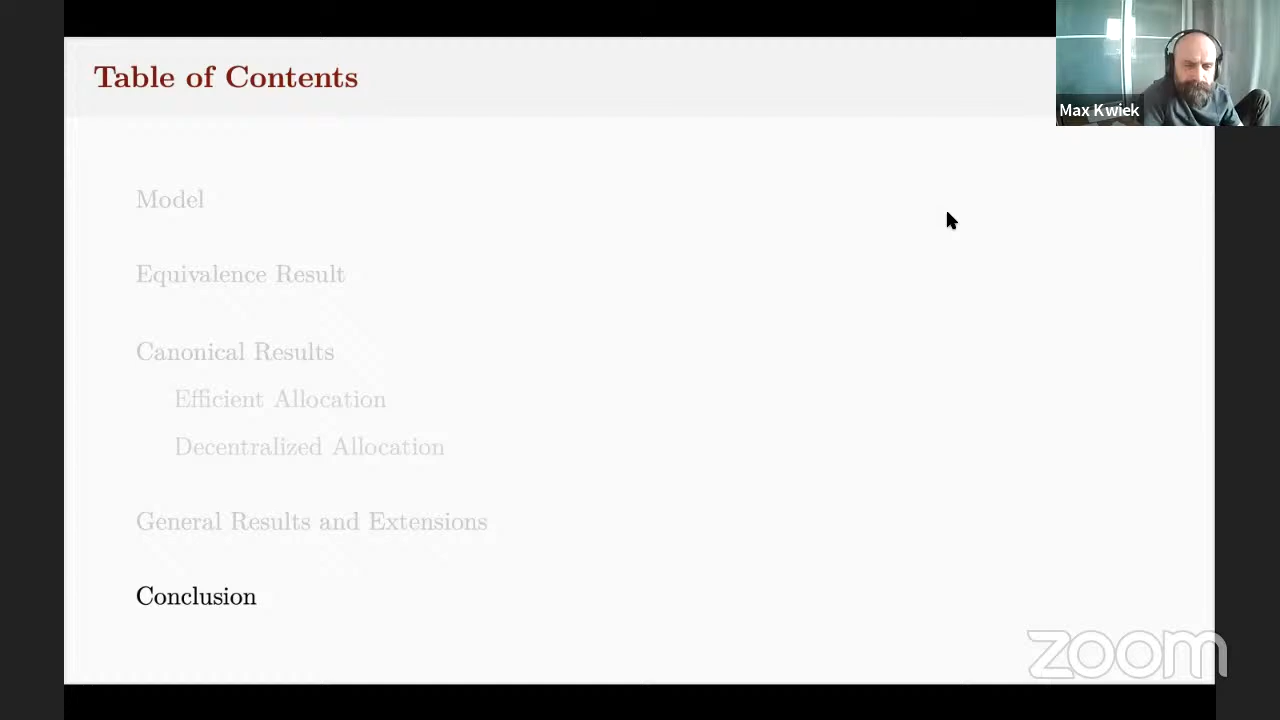 Table of Contents
Max Kwiek
Model
Equivalence Result
Canonical Results
Efficient Allocation
Decentralized Allocation
General Results and Extensions
Conclusion
zoom